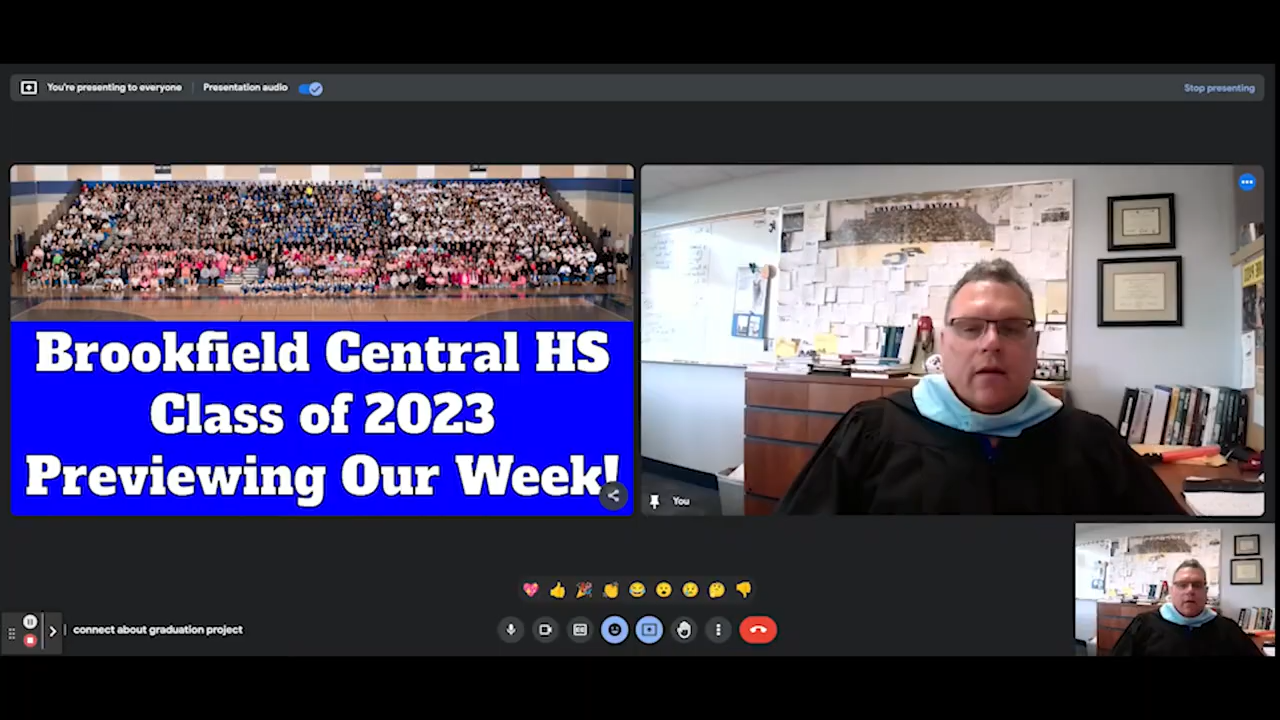 You're presenting to everyone
Presentation audio
Stop presenting
Brookfield Central HS
Class of 2023
Previewing Our Week!
You
connect about graduation project